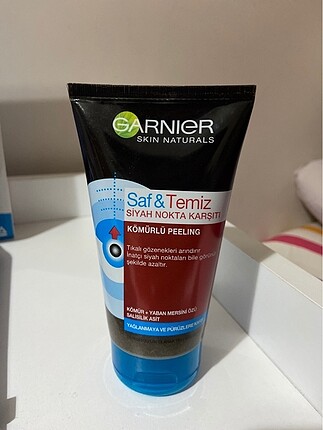 GARNIER
SKIN NATURALS
Saf&Temiz
SİYAH NOKTA KARŞITI
KÖMÜRLÜ PEELING
Tıkalı gözenekleri arındırır
İnatçı siyah noktaları bile görünür
şekilde azaltır.
KÖMÜR + YABAN MERSİNİ ÖZÜ
SALİSİLİK ASİT
YAĞLANMAYA VE PÜRÜZLERE